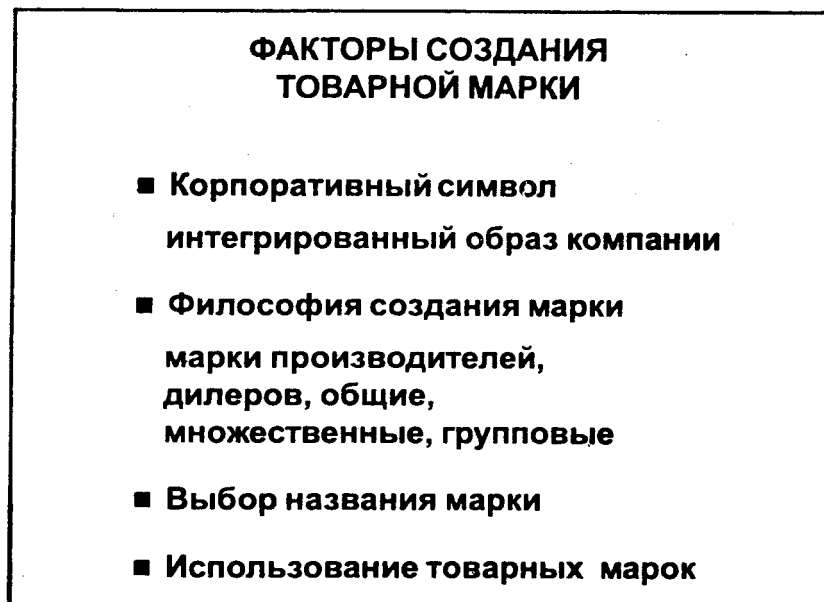 ФАКТОРЫ СОЗДАНИЯ
ТОВАРНОЙ МАРКИ
■ Корпоративный символ
интегрированный образ компании
■ Философия создания марки
марки производителей,
дилеров, общие,
множественные, групповые
■ Выбор названия марки
■ Использование товарных марок